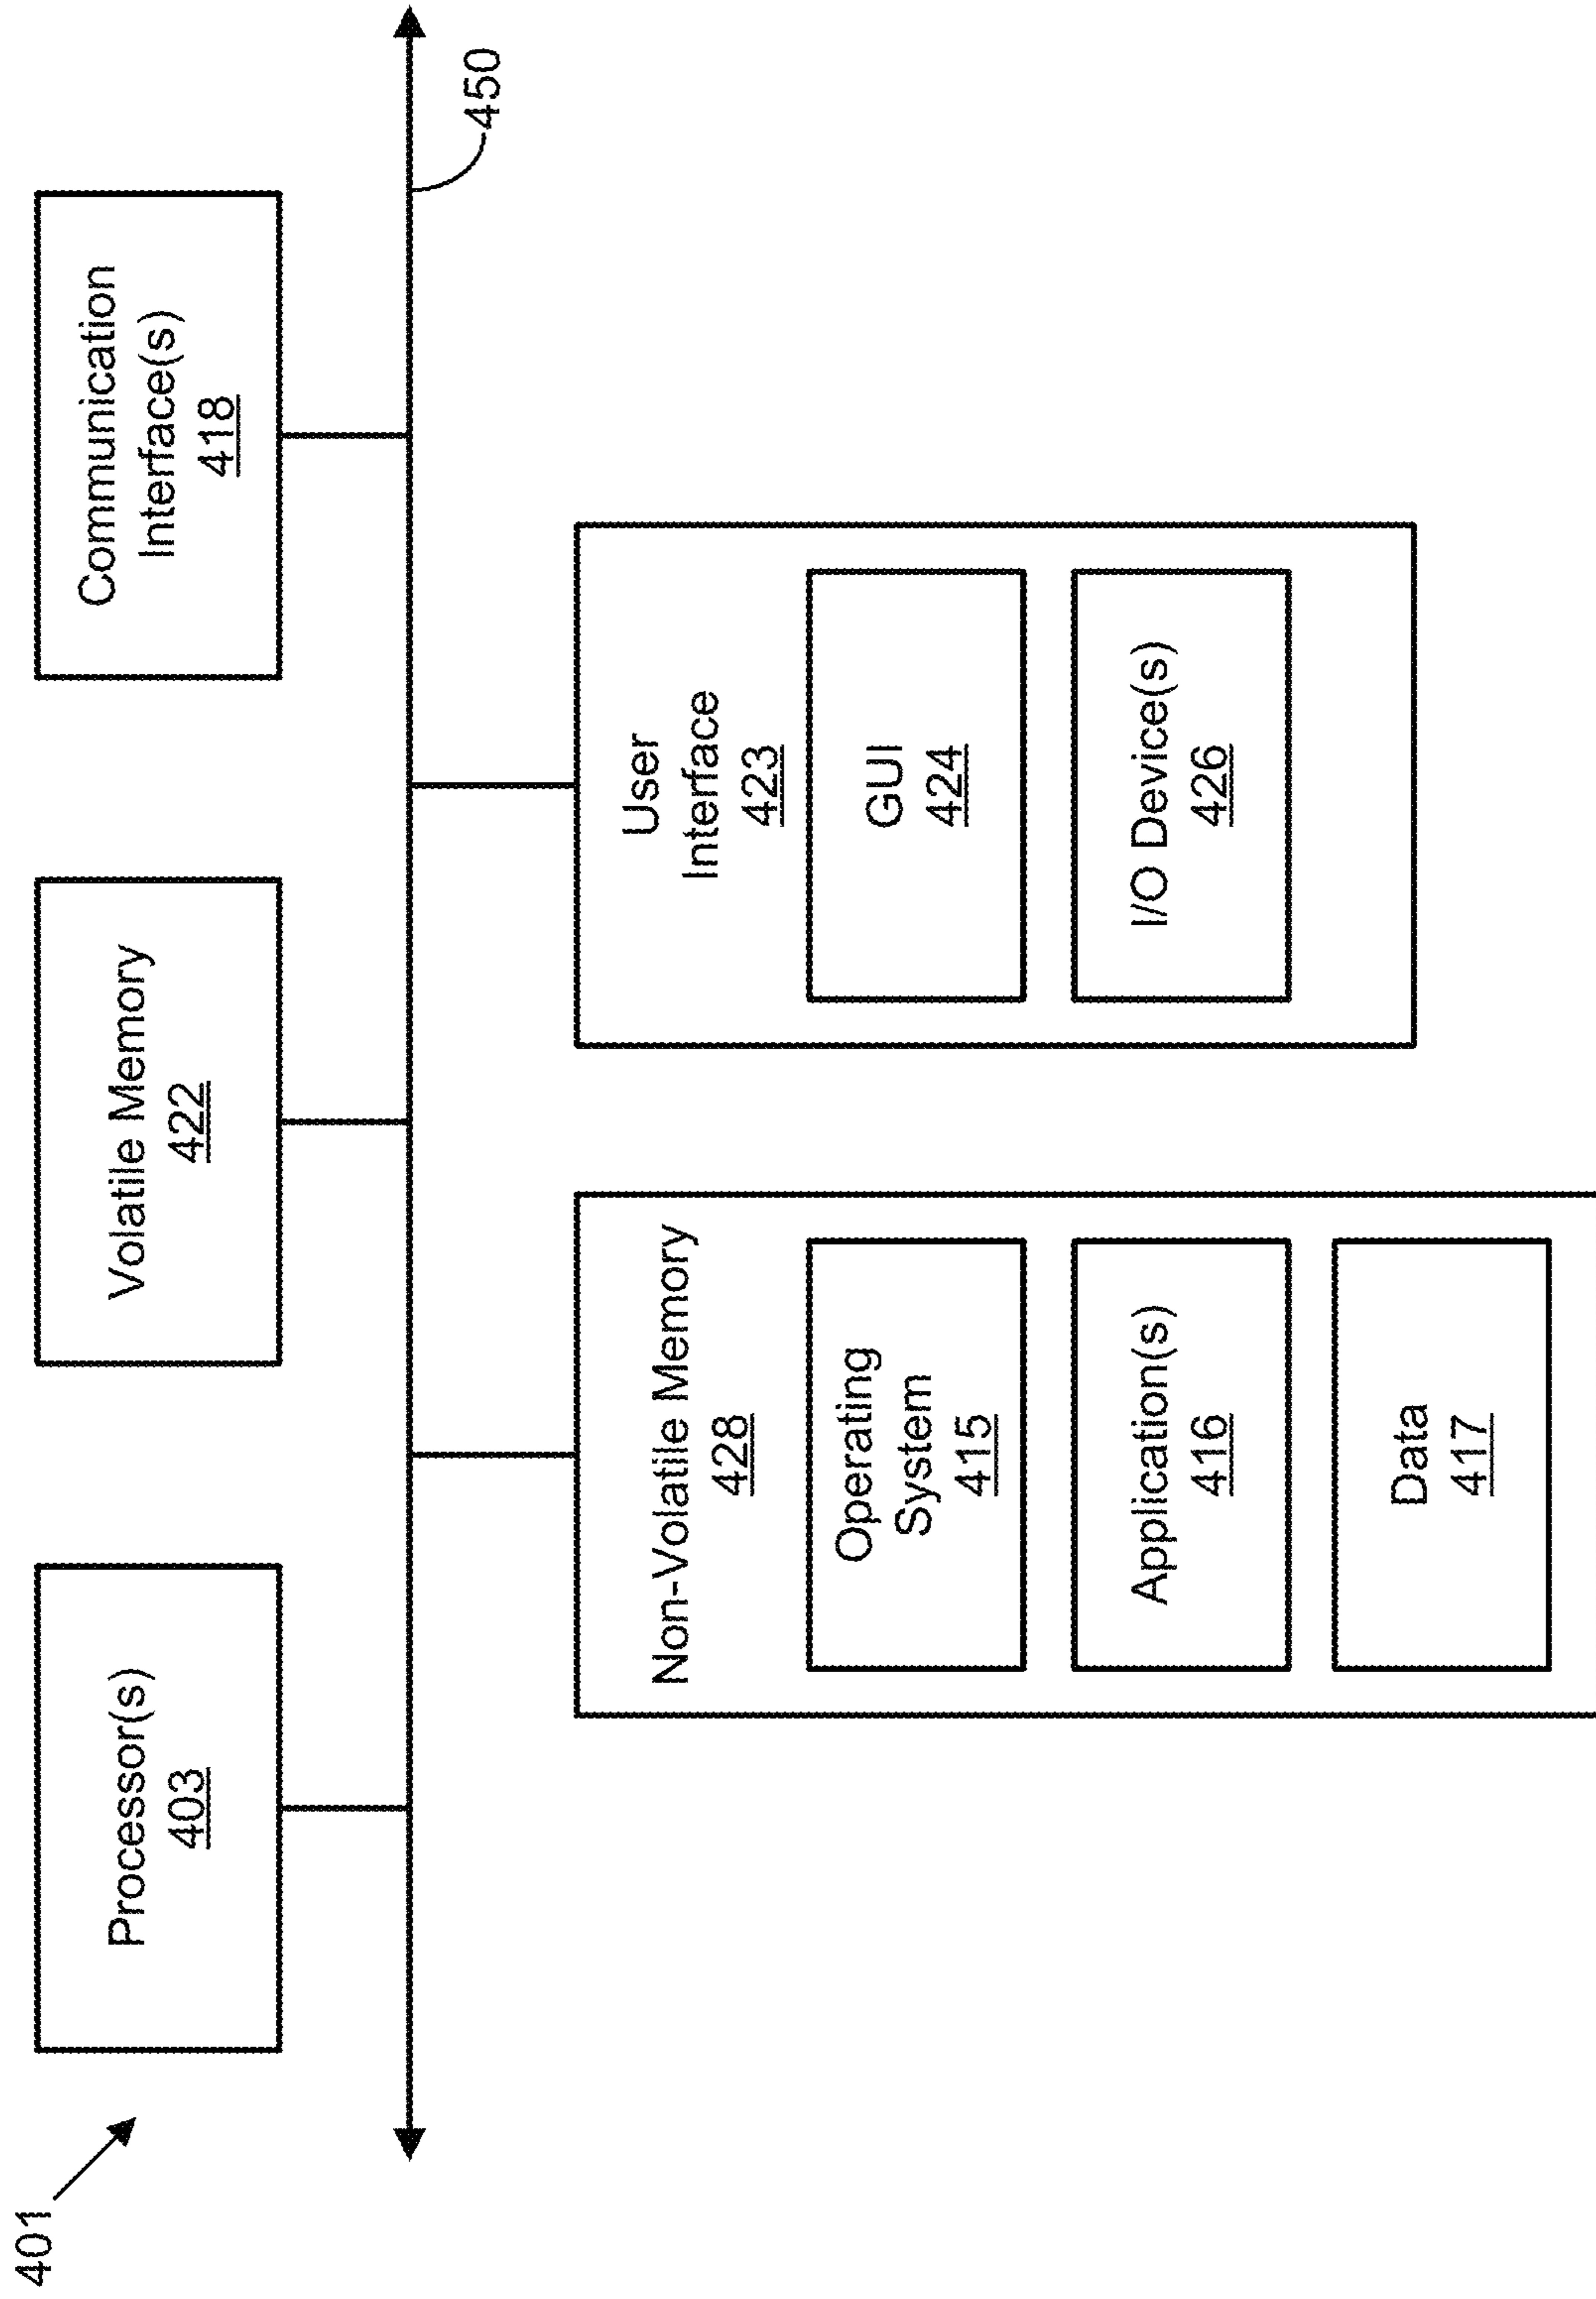 401
Processor(s)
403
Volatile Memory
422
Communication
Interface(s)
418
450
Non-Volatile Memory
428
Operating
System
415
Application(s)
416
Data
417
User
Interface
423
GUI
424
I/O Device(s)
426